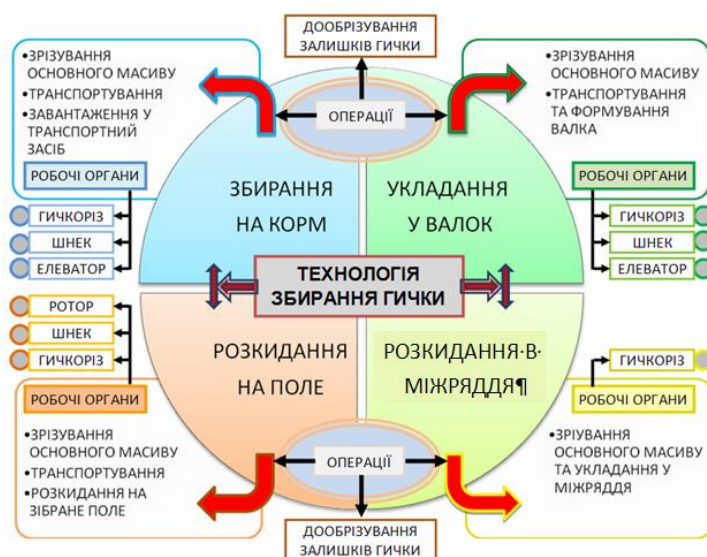 ДООБРІЗУВАННЯ
ЗАЛИШКІВ ГИЧКИ
•ЗРІЗУВАННЯ
ОСНОВНОГО МАСИВУ
•ТРАНСПОРТУВАННЯ
•ЗАВАНТАЖЕННЯ У
ТРАНСПОРТНИЙ
ЗАСІБ
ОПЕРАЦІЇ
•ЗРІЗУВАННЯ
ОСНОВНОГО МАСИВУ
•ТРАНСПОРТУВАННЯ
ТА ФОРМУВАННЯ
ВАЛКА
РОБОЧІ ОРГАНИ
ГИЧКОРІЗ
ШНЕК
ЕЛЕВАТОР
ЗБИРАННЯ
НА КОРМ
УКЛАДАННЯ
У ВАЛОК
РОБОЧІ ОРГАНИ
ГИЧКОРІЗ
ШНЕК
ЕЛЕВАТОР
ТЕХНОЛОГІЯ
ЗБИРАННЯ ГИЧКИ
РОТОР
ШНЕК
ГИЧКОРІЗ
РОБОЧІ ОРГАНИ
РОЗКИДАННЯ
НА ПОЛЕ
РОЗКИДАННЯ·В·
МІЖРЯДДЯ¶
ГИЧКОРІЗ
РОБОЧІ ОРГАНИ
•ЗРІЗУВАННЯ
ОСНОВНОГО МАСИВУ
•ТРАНСПОРТУВАННЯ
•РОЗКИДАННЯ НА
ЗІБРАНЕ ПОЛЕ
ОПЕРАЦІЇ
•ЗРІУВАННЯ
ОСНОВНОГО МАСИВУ
ТА УКЛАДАННЯ У
МІЖРЯДДЯ
ДООБРІЗУВАННЯ
ЗАЛИШКІВ ГИЧКИ